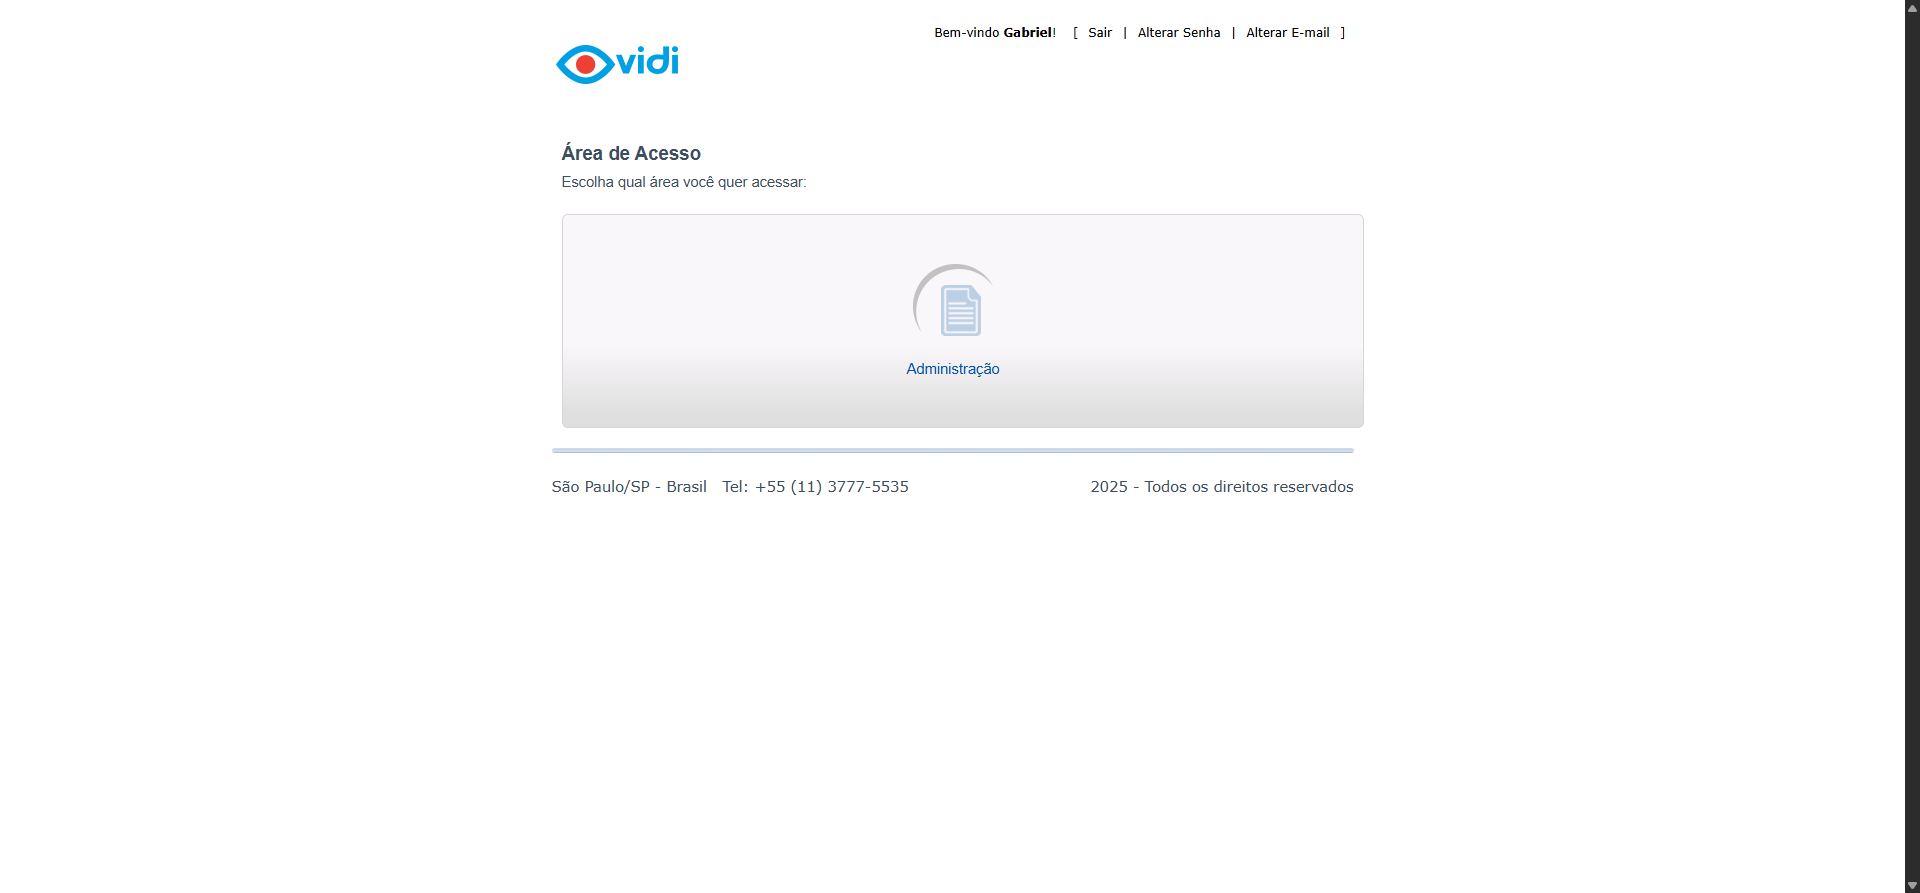 Bem-vindo Gabriel! [ Sair | Alterar Senha | Alterar E-mail ]
vidi
Área de Acesso
Escolha qual área você quer acessar:
Administração
São Paulo/SP - Brasil Tel: +55 (11) 3777-5535
2025 - Todos os direitos reservados